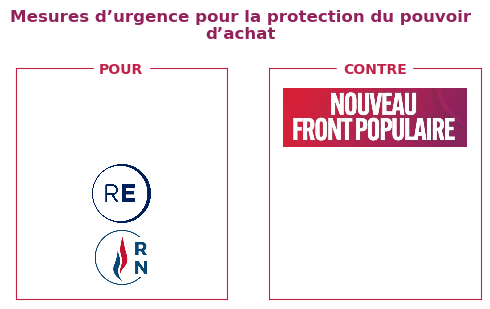 Mesures d’urgence pour la protection du pouvoir
d’achat
POUR
CONTRE
NOUVEAU
FRONT POPULAIRE
RE
R
N